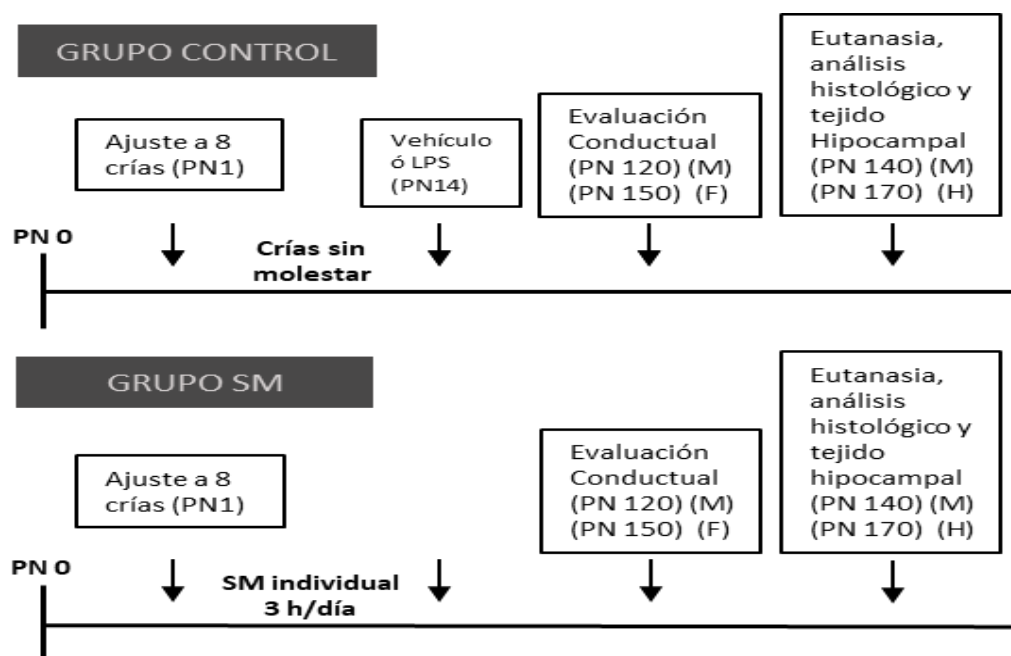 GRUPO CONTROL
Ajuste a 8
crías (PN1)
Vehículo
ó LPS
(PN14)
Evaluación
Conductual
(PN 120) (M)
(PN 150) (F)
Eutanasia,
análisis
histológico y
tejido
Hipocampal
(PN 140) (M)
(PN 170) (H)
PN 0
Crías sin
molestar
GRUPO SM
Ajuste a 8
crías (PN1)
Evaluación
Conductual
(PN 120) (M)
(PN 150) (F)
Eutanasia,
análisis
histológico y
tejido
hipocampal
(PN 140) (M)
(PN 170) (H)
PN 0
SM individual
3 h/día